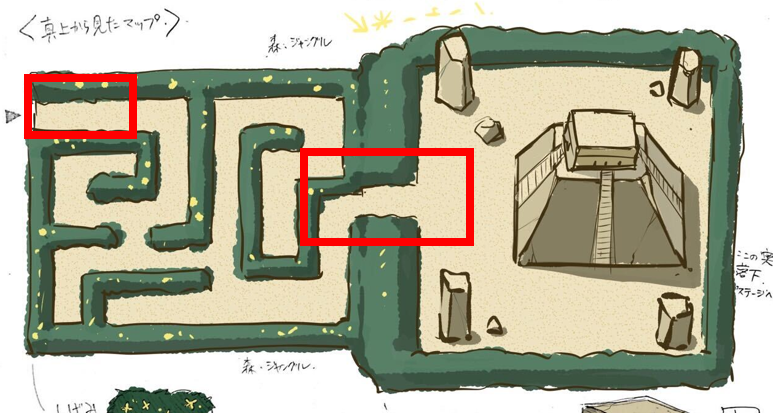 〈真上から見たマップ.〉
森・ジャングル
ここの実
落下.
ステージへ
森・ジャングル.
しげみ